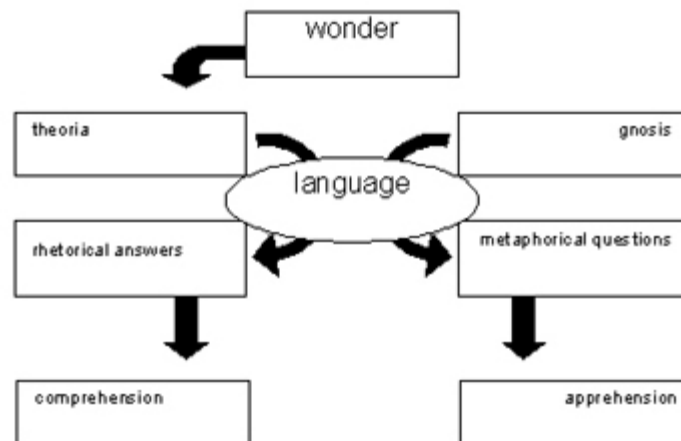 wonder
theoria
gnosis
language
rhetorical answers
metaphorical questions
comprehension
apprehension